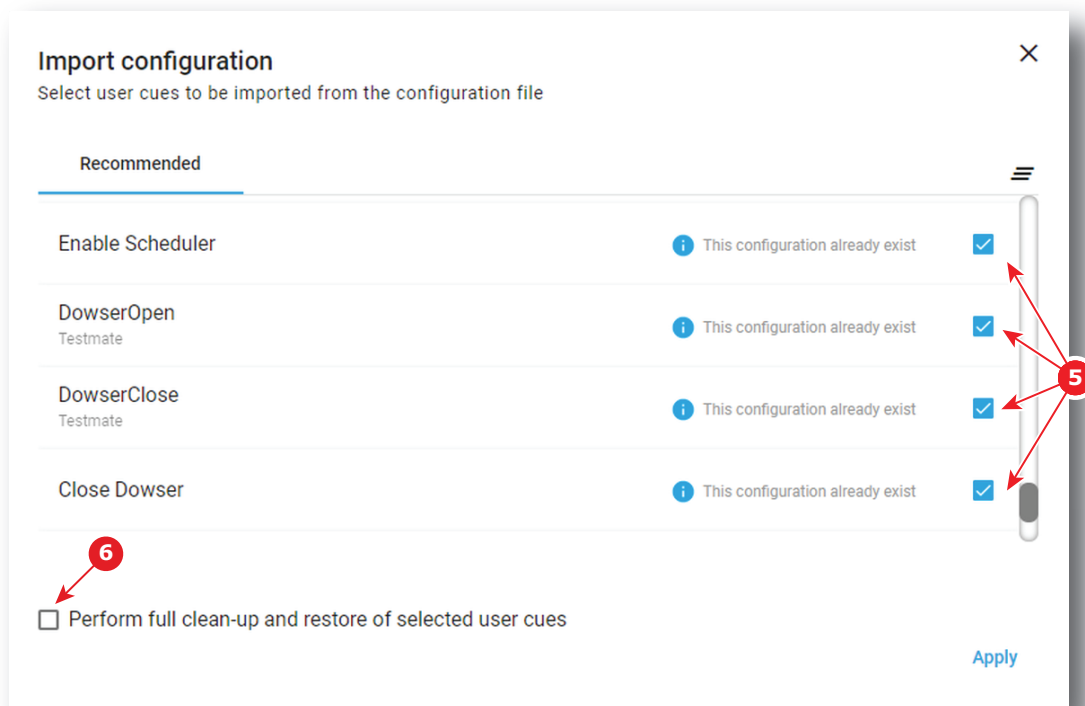 Import configuration
Select user cues to be imported from the configuration file
Recommended
Enable Scheduler
This configuration already exist
DowserOpen
Testmate
This configuration already exist
DowserClose
Testmate
This configuration already exist
5
Close Dowser
This configuration already exist
6
Perform full clean-up and restore of selected user cues
Apply